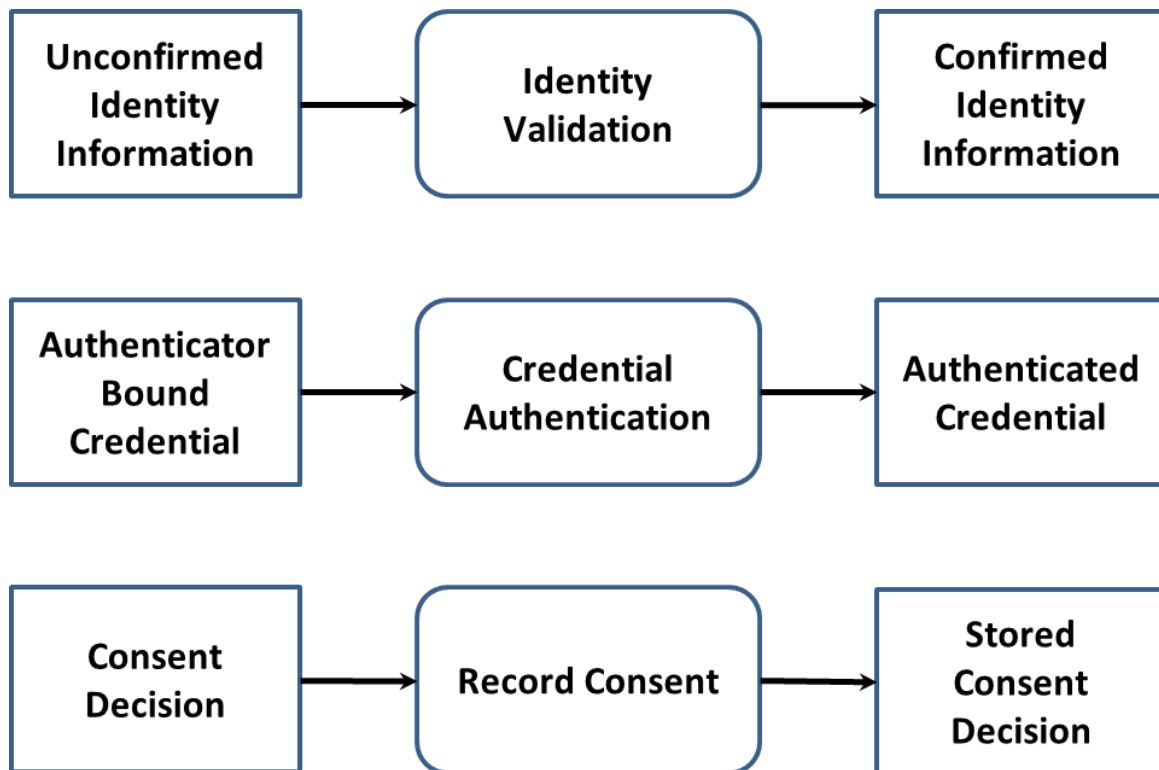 Unconfirmed
Identity
Information
Identity
Validation
Confirmed
Identity
Information
Authenticator
Bound
Credential
Credential
Authentication
Authenticated
Credential
Consent
Decision
Record Consent
Stored
Consent
Decision